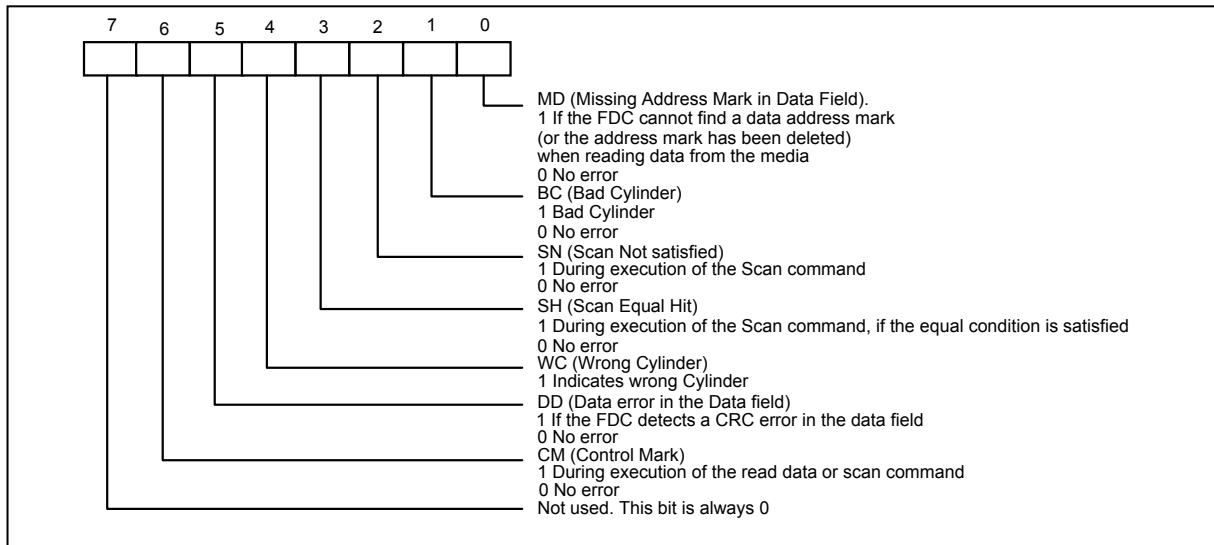 7 6 5 4 3 2 1 0
MD (Missing Address Mark in Data Field).
1 If the FDC cannot find a data address mark
(or the address mark has been deleted)
when reading data from the media
0 No error
BC (Bad Cylinder)
1 Bad Cylinder
0 No error
SN (Scan Not satisfied)
1 During execution of the Scan command
0 No error
SH (Scan Equal Hit)
1 During execution of the Scan command, if the equal condition is satisfied
0 No error
WC (Wrong Cylinder)
1 Indicates wrong Cylinder
DD (Data error in the Data field)
1 If the FDC detects a CRC error in the data field
0 No error
CM (Control Mark)
1 During execution of the read data or scan command
0 No error
Not used. This bit is always 0